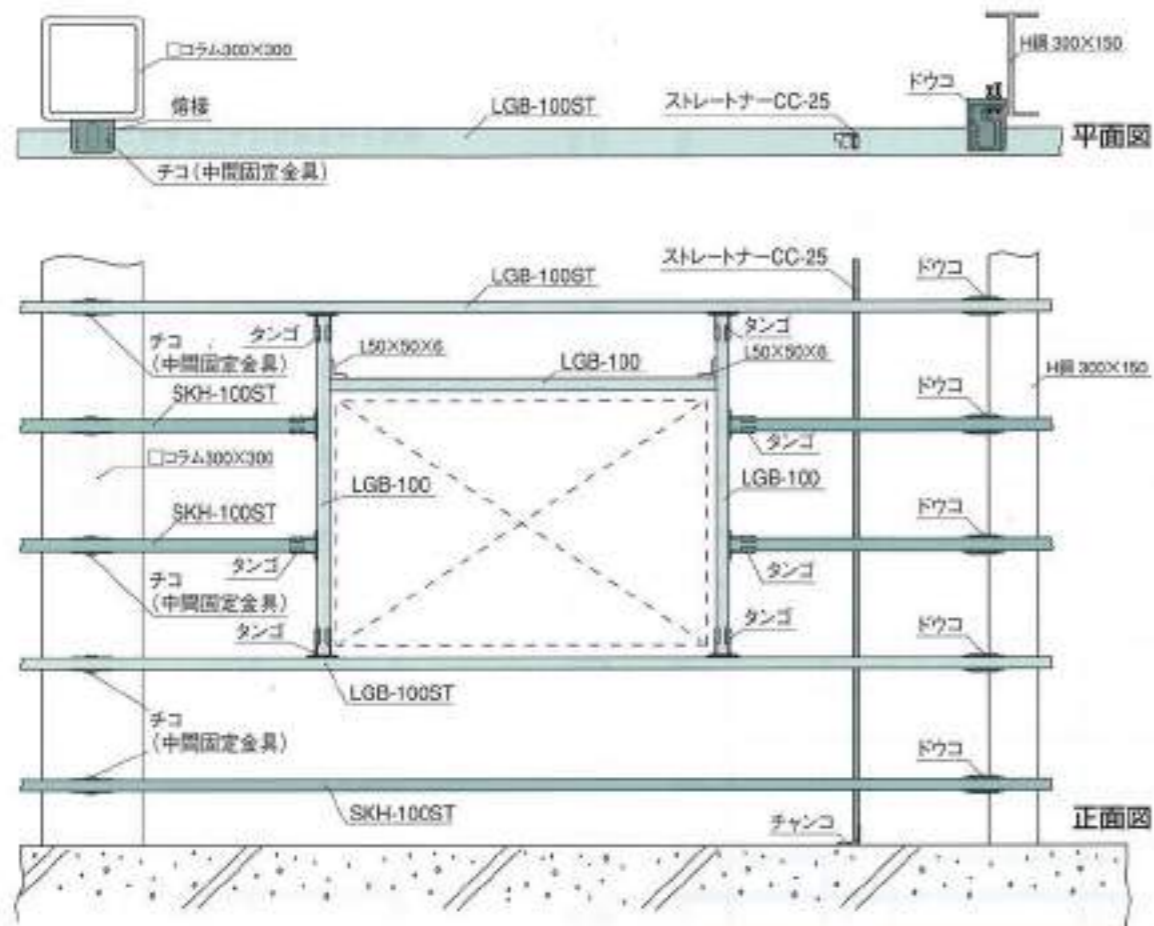 □コラム300×300
H鋼 300×150
ドウコ
LGB-100ST
ストレートナーCC-25
熔接
平面図
チコ(中間固定金具)
ストレートナーCC-25
ドウコ
LGB-100ST
タンゴ
タンゴ
チコ
(中間固定金具)
L50×50×6
LGB-100
L50×50×6
H鋼 300×150
SKH-100ST
ドウコ
タンゴ
□コラム300×300
LGB-100
LGB-100
SKH-100ST
ドウコ
タンゴ
タンゴ
チコ
(中間固定金具)
タンゴ
タンゴ
ドウコ
LGB-100ST
チコ
(中間固定金具)
ドウコ
SKH-100ST
チャンコ
正面図